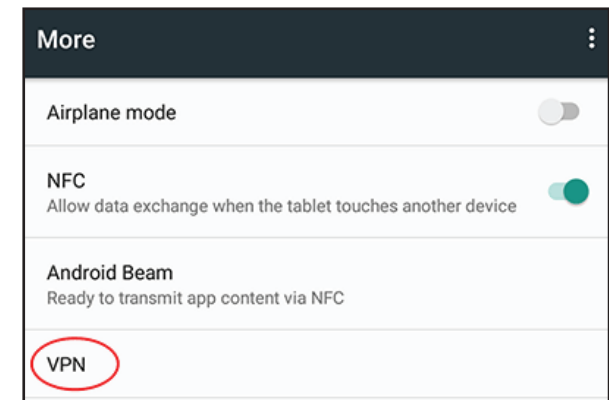 More
Airplane mode
NFC
Allow data exchange when the tablet touches another device
Android Beam
Ready to transmit app content via NFC
VPN